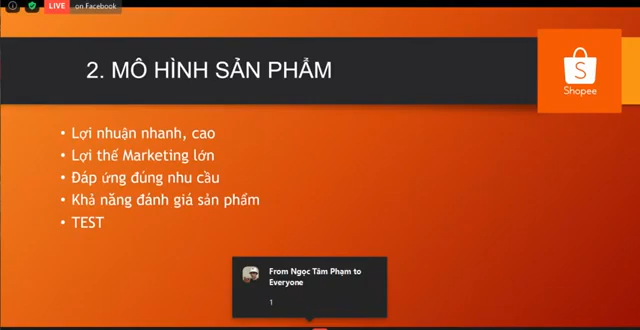 LIVE on Facebook
2. MÔ HÌNH SẢN PHẨM
S
Shopee
• Lợi nhuận nhanh, cao
• Lợi thế Marketing lớn
• Đáp ứng đúng nhu cầu
• Khả năng đánh giá sản phẩm
• TEST
From Ngọc Tâm Phạm to
Everyone
1